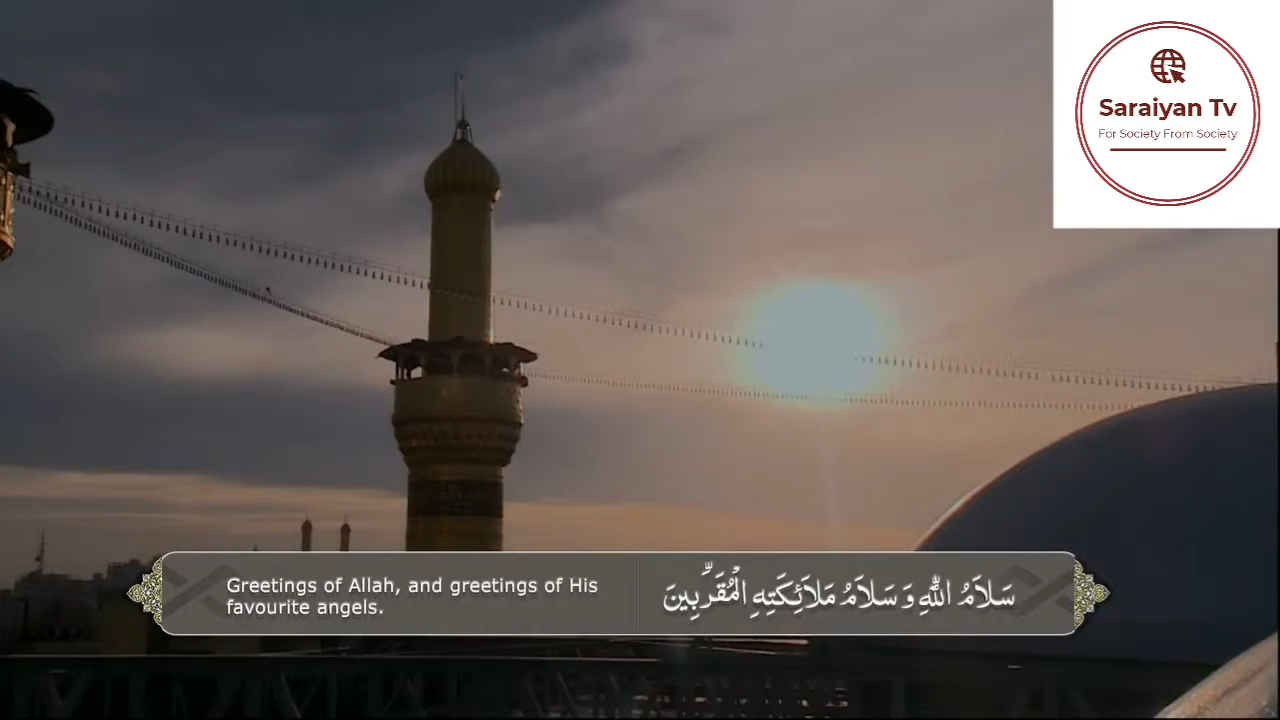 Saraiyan Tv
For Society From Society
Greetings of Allah, and greetings of His
favourite angels.
سَلاَمُ اللّٰهِ وَ سَلاَمُ مَلاَئِكَتِهِ الْمُقَرَّبِينَ